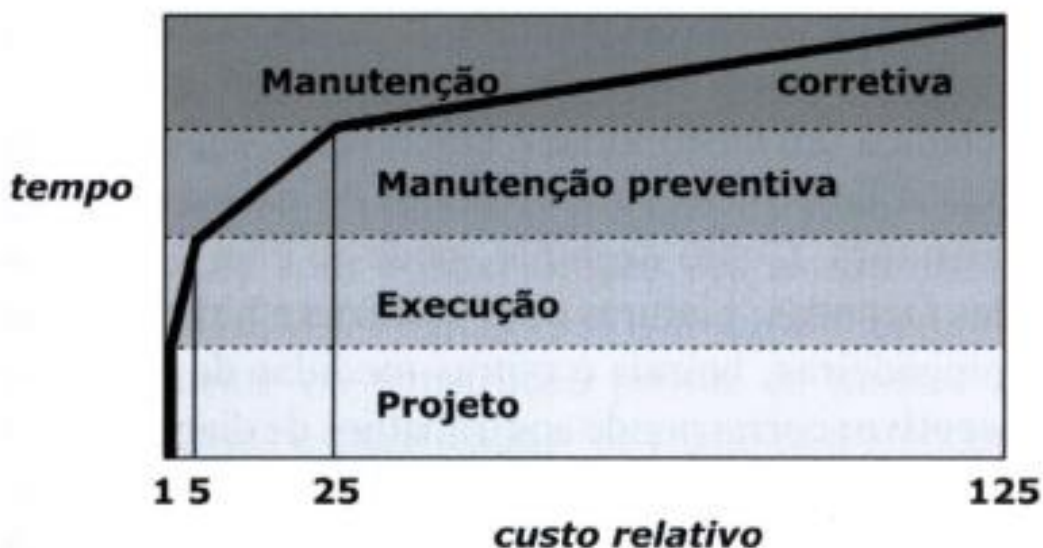 Manutenção corretiva
tempo
Manutenção preventiva
Execução
Projeto
1 5 25 125
custo relativo